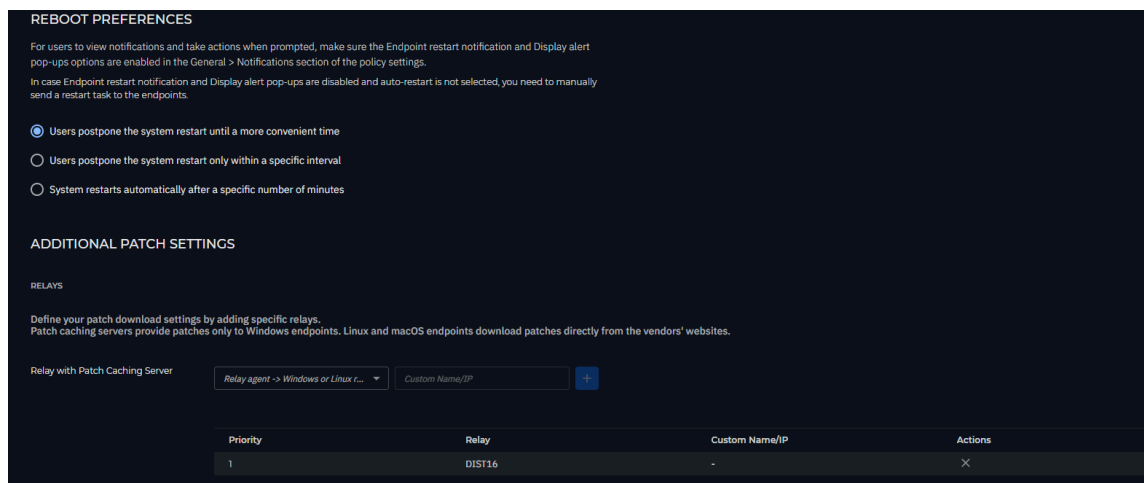 REBOOT PREFERENCES
For users to view notifications and take actions when prompted, make sure the Endpoint restart notification and Display alert
pop-ups options are enabled in the General > Notifications section of the policy settings.
In case Endpoint restart notification and Display alert pop-ups are disabled and auto-restart is not selected, you need to manually
send a restart task to the endpoints.
Users postpone the system restart until a more convenient time
Users postpone the system restart only within a specific interval
System restarts automatically after a specific number of minutes
ADDITIONAL PATCH SETTINGS
RELAYS
Define your patch download settings by adding specific relays.
Patch caching servers provide patches only to Windows endpoints. Linux and macOS endpoints download patches directly from the vendors' websites.
Relay with Patch Caching Server Relay agent -> Windows or Linux r... Custom Name/IP +
Priority Relay Custom Name/IP Actions
1 DIST16 -